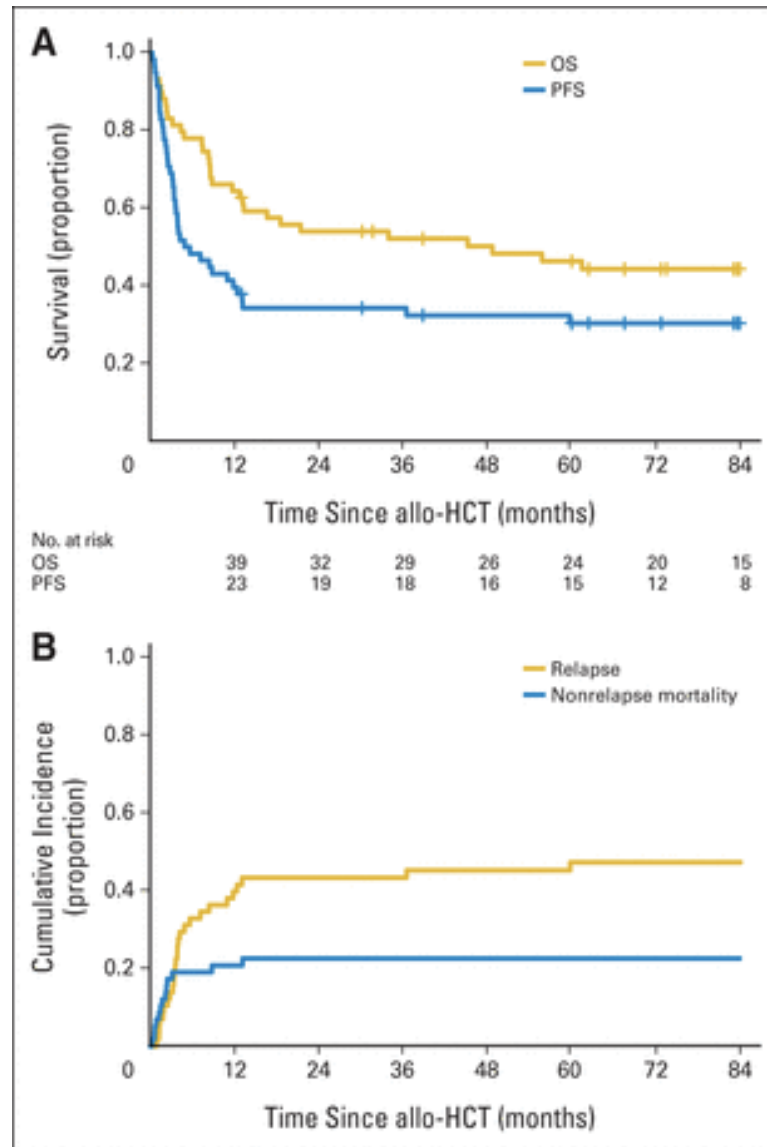 A
OS
PFS
Survival (proportion)
1.0
0.8
0.6
0.4
0.2
0 12 24 36 48 60 72 84
Time Since allo-HCT (months)
No. at risk
OS 39 32 29 26 24 20 15
PFS 23 19 18 16 15 12 8
B
Relapse
Nonrelapse mortality
Cumulative Incidence
(proportion)
1.0
0.8
0.6
0.4
0.2
0 12 24 36 48 60 72 84
Time Since allo-HCT (months)